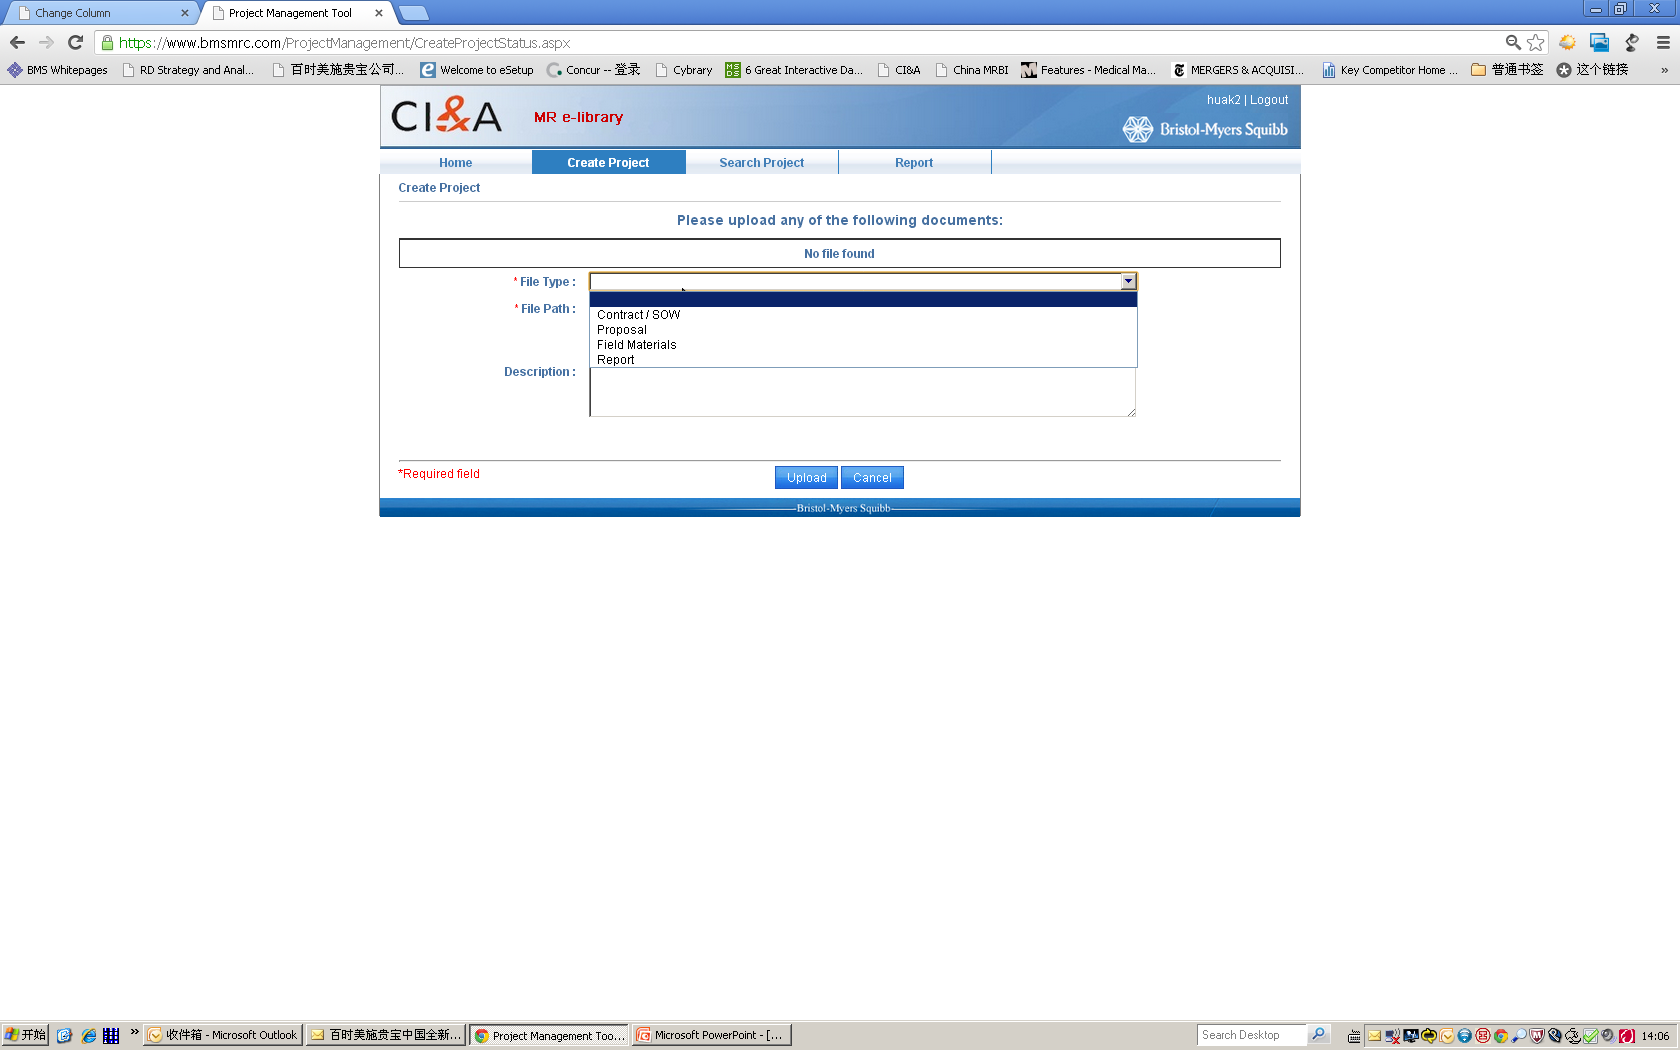 Change Column
Project Management Tool
https://www.bmsmrc.com/ProjectManagement/CreateProjectStatus.aspx
BMS Whitepages
RD Strategy and Anal...
百时美施贵宝公司...
Welcome to eSetup
Concur -- 登录
Cybrary
6 Great Interactive Da...
CI&A
China MRBI
Features - Medical Ma...
MERGERS & ACQUISI...
Key Competitor Home ...
普通书签
这个链接
»
CI&A
MR e-library
huak2 | Logout
Bristol-Myers Squibb
Home
Create Project
Search Project
Report
Create Project
Please upload any of the following documents:
No file found
*File Type :
Contract / SOW
Proposal
Field Materials
Report
*File Path :
Description :
*Required field
Upload
Cancel
Bristol-Myers Squibb
开始
»
收件箱 - Microsoft Outlook
百时美施贵宝中国全新...
Project Management Too...
Microsoft PowerPoint - [...
Search Desktop
14:06